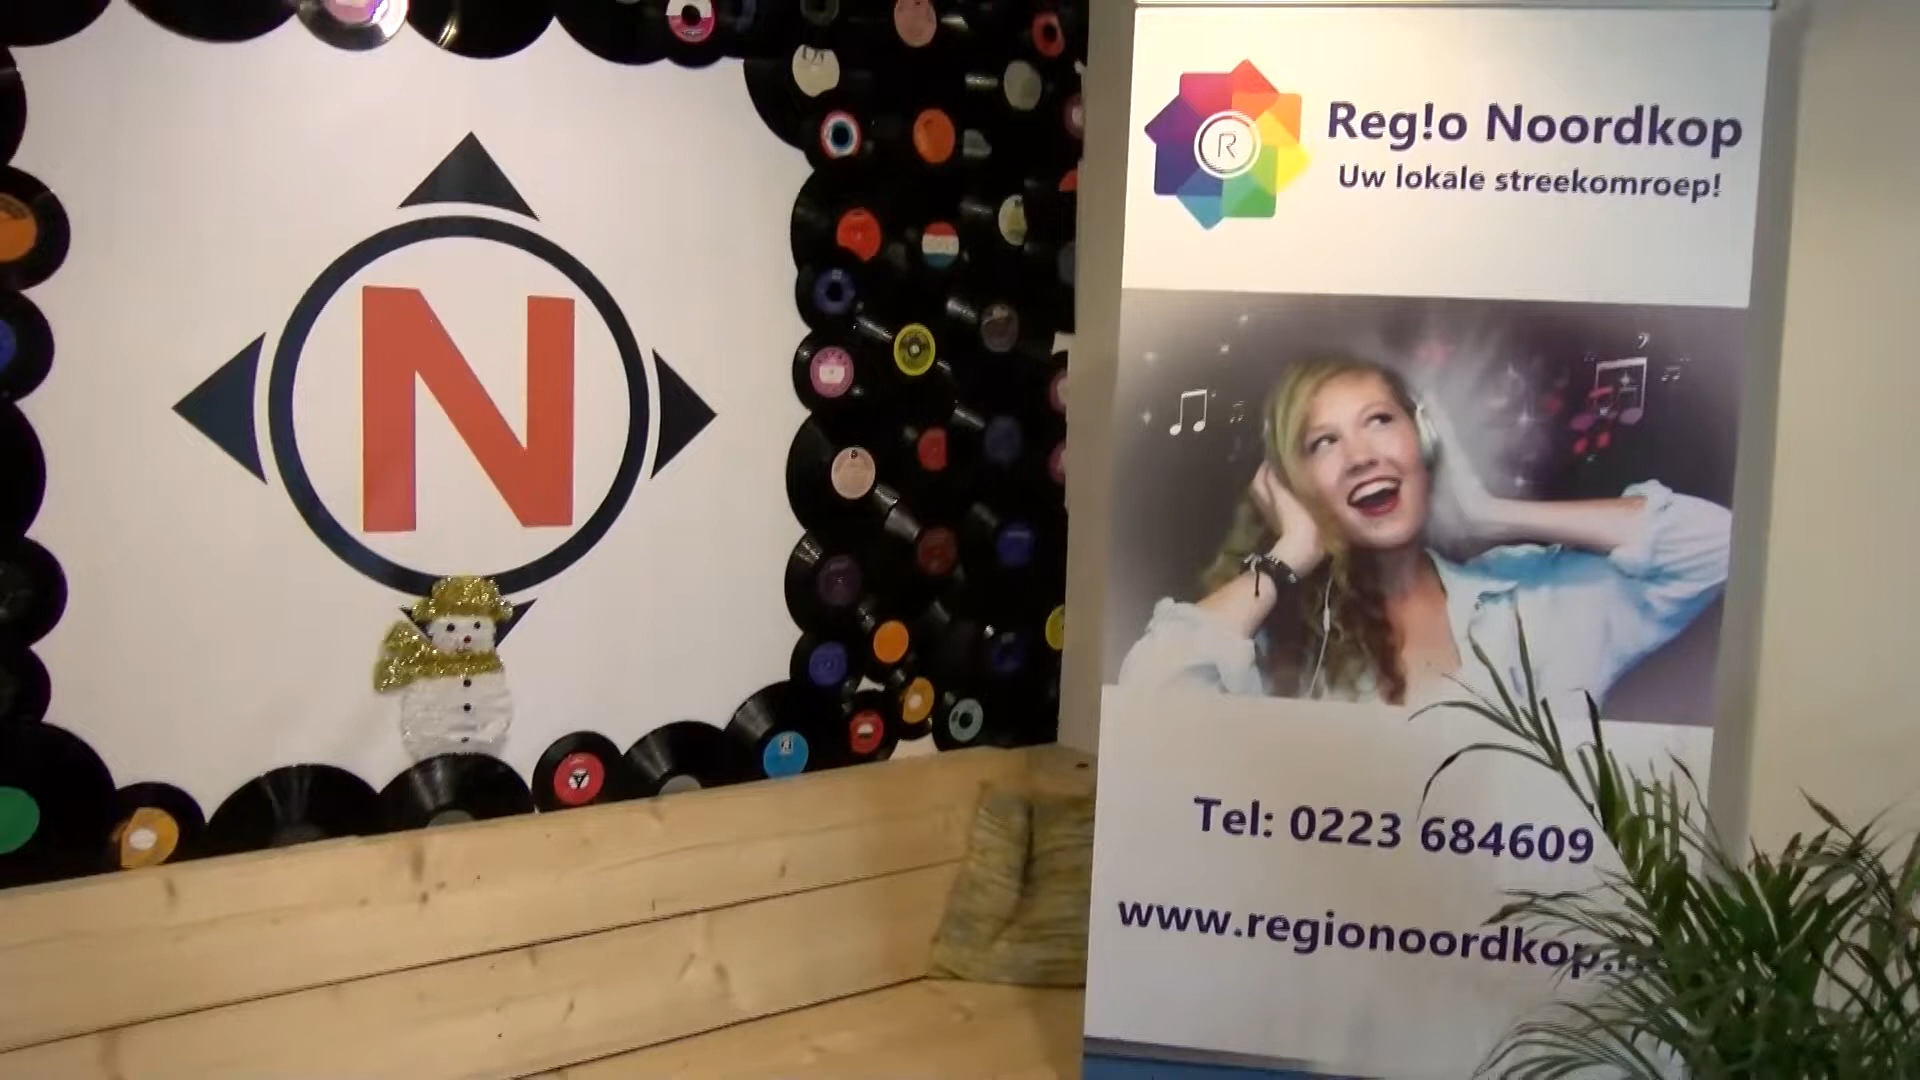 N
R
Reg!o Noordkop
Uw lokale streekomroep!
Tel: 0223 684609
www.regionoordkop.